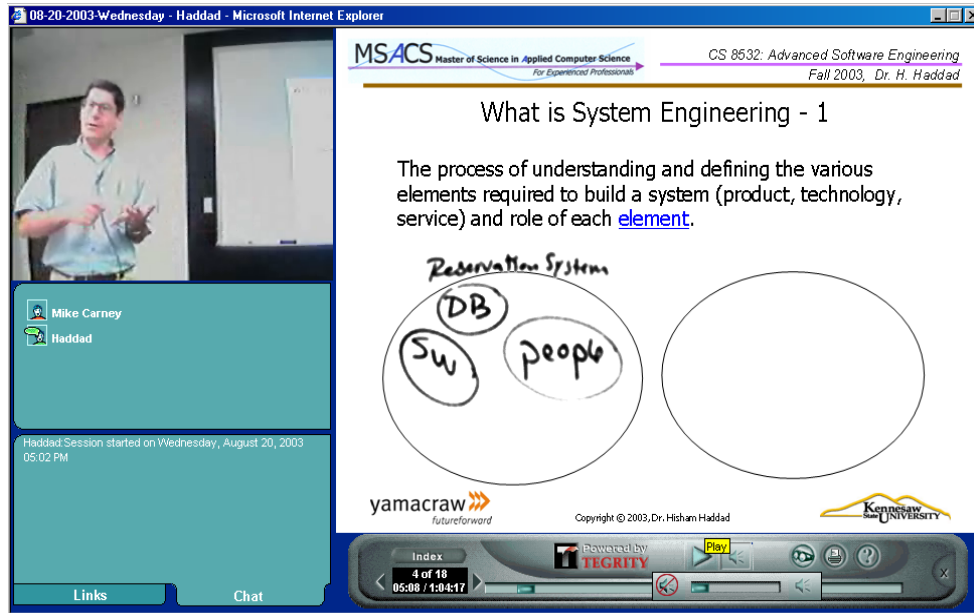 08-20-2003-Wednesday - Haddad - Microsoft Internet Explorer
MSACS Master of Science in Applied Computer Science
For Experienced Professionals
CS 8532: Advanced Software Engineering
Fall 2003, Dr. H. Haddad
What is System Engineering - 1
The process of understanding and defining the various
elements required to build a system (product, technology,
service) and role of each element.
Reservation System
DB
SW
people
Mike Carney
Haddad
Haddad:Session started on Wednesday, August 20, 2003
05:02 PM
yamacraw
futureforward
Copyright © 2003, Dr. Hisham Haddad
Kennesaw
State UNIVERSITY
Index
4 of 18
05:08 / 1:04:17
Powered by
TEGRITY
Play
?
X
Links
Chat